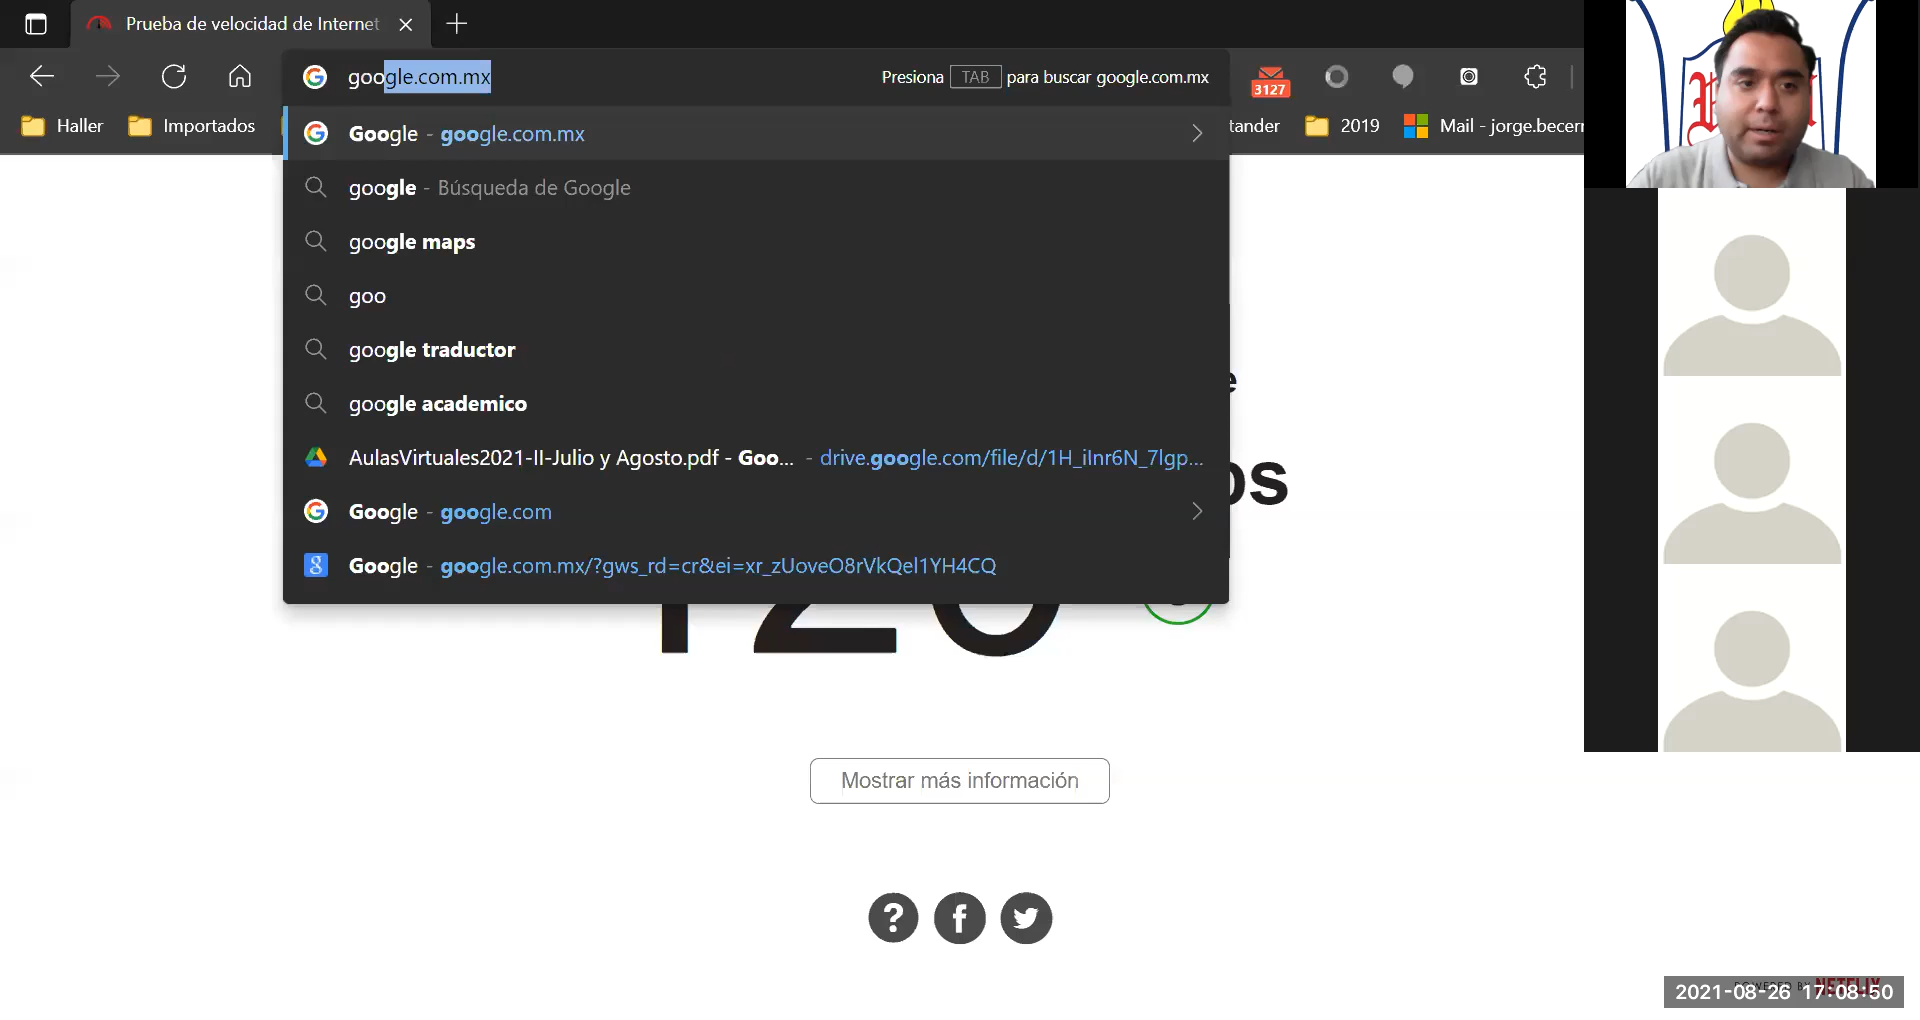 Prueba de velocidad de Internet
google.com.mx
Presiona TAB para buscar google.com.mx
3127
Haller
Importados
tander
2019
Mail - jorge.becerr
Google - google.com.mx
google - Búsqueda de Google
google maps
goo
google traductor
google academico
AulasVirtuales2021-II-Julio y Agosto.pdf - Goo... - drive.google.com/file/d/1H_iInr6N_7lgp...
Google - google.com
Google - google.com.mx/?gws_rd=cr&ei=xr_zUoveO8rVkQel1YH4CQ
os
120
Mostrar más información
2021-08-26 17:08:50